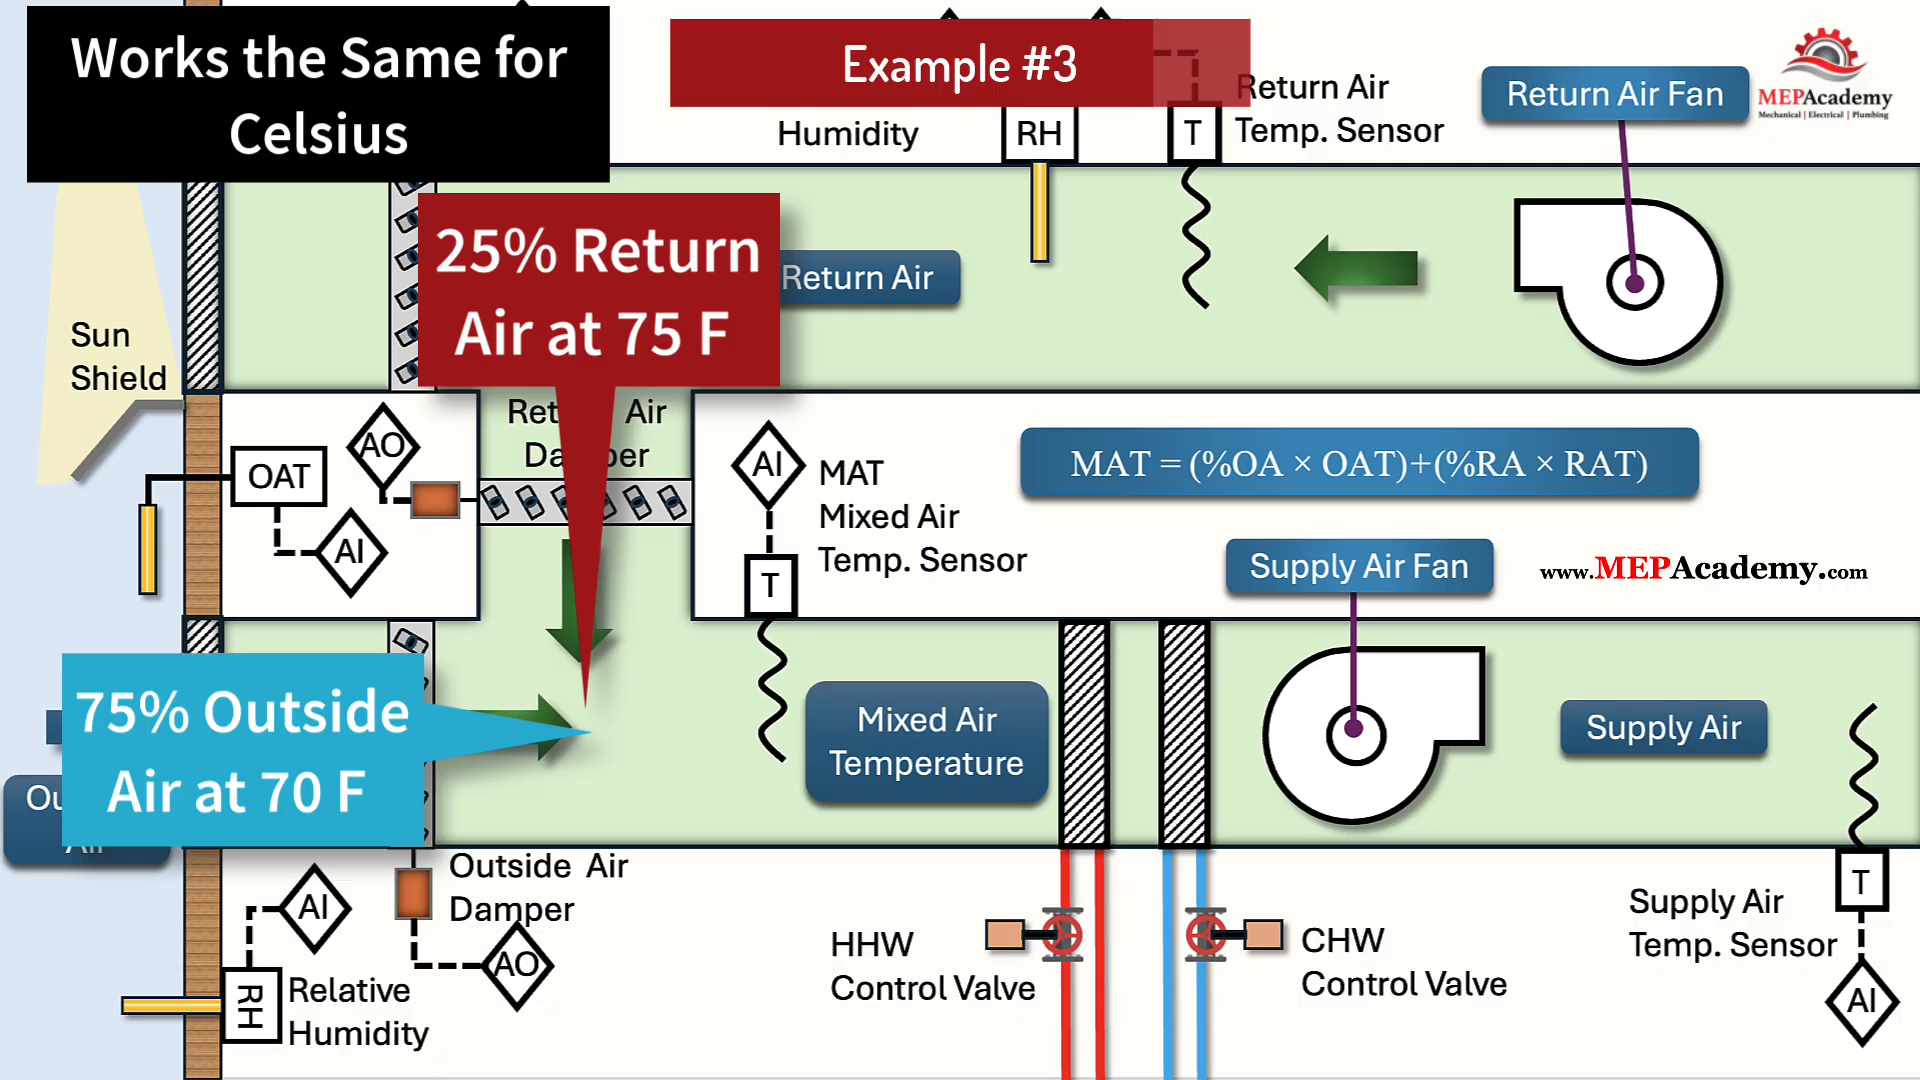 Works the Same for
Celsius
Example #3
Return Air
Temp. Sensor
Humidity
RH
T
Return Air Fan
MEPAcademy
Mechanical | Electrical | Plumbing
25% Return
Air at 75 F
Return Air
Sun
Shield
OAT
AO
AI
Ret Air
Da per
AI
MAT
Mixed Air
Temp. Sensor
T
MAT = (%OA × OAT)+(%RA × RAT)
Supply Air Fan
www.MEPAcademy.com
75% Outside
Air at 70 F
Ou
Air
Mixed Air
Temperature
Supply Air
Outside Air
Damper
AI
AO
RH
Relative
Humidity
HHW
Control Valve
CHW
Control Valve
Supply Air
Temp. Sensor
T
AI